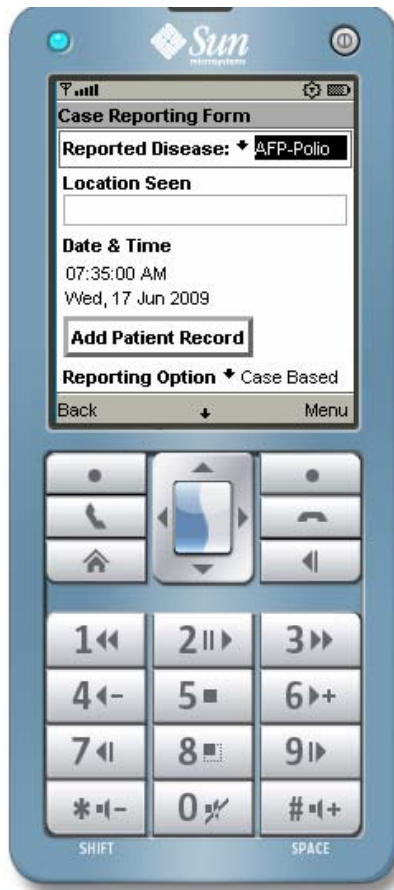 Sun
microsystems
Case Reporting Form
Reported Disease: AFP-Polio
Location Seen
Date & Time
07:35:00 AM
Wed, 17 Jun 2009
Add Patient Record
Reporting Option Case Based
Back Menu
1 2 3
4 5 6
7 8 9
* 0 #
SHIFT SPACE